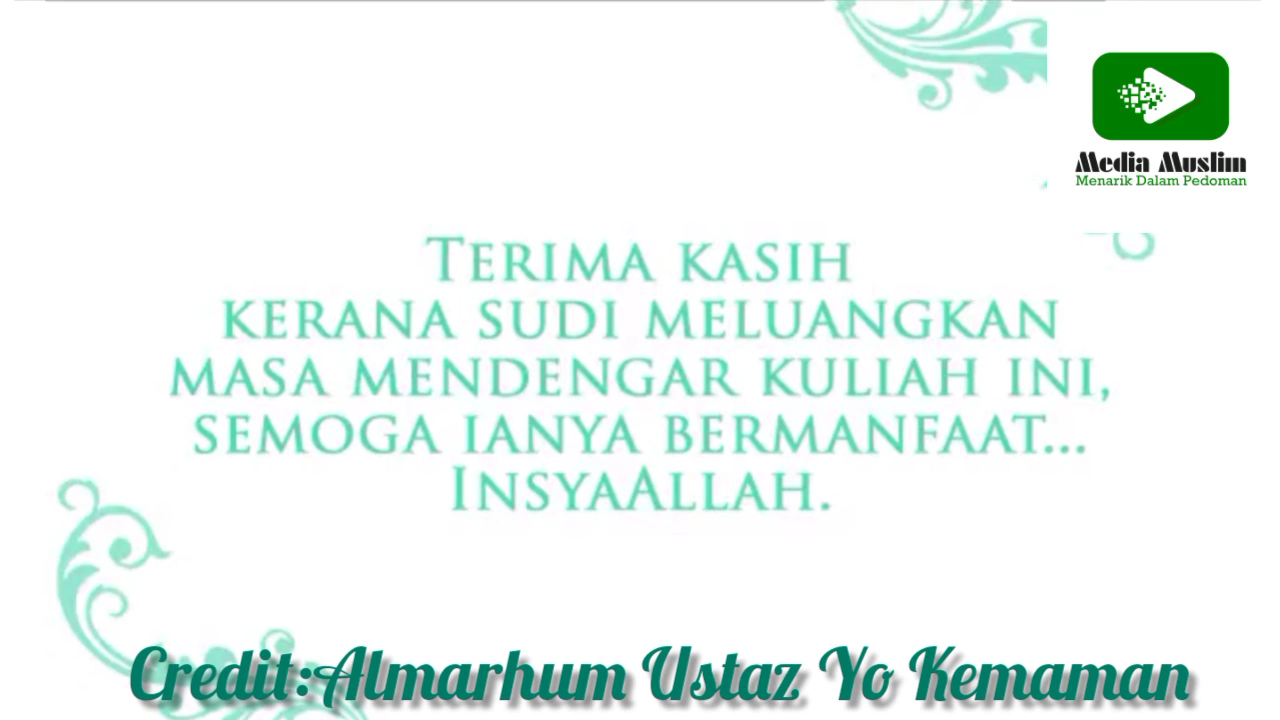 Media Muslim
Menarik Dalam Pedoman
Terima kasih
kerana sudi meluangkan
masa mendengar kuliah ini,
semoga ianya bermanfaat...
InsyaAllah.
Credit:Almarhum Ustaz Yo Kemaman